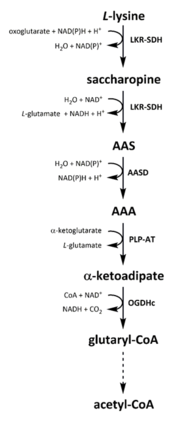 L-lysine
oxoglutarate + NAD(P)H + H⁺
LKR-SDH
H₂O + NAD(P)⁺
saccharopine
H₂O + NAD⁺
LKR-SDH
L-glutamate + NADH + H⁺
AAS
H₂O + NAD(P)⁺
AASD
NAD(P)H + H⁺
AAA
α-ketoglutarate
PLP-AT
L-glutamate
α-ketoadipate
CoA + NAD⁺
OGDHc
NADH + CO₂
glutaryl-CoA
acetyl-CoA